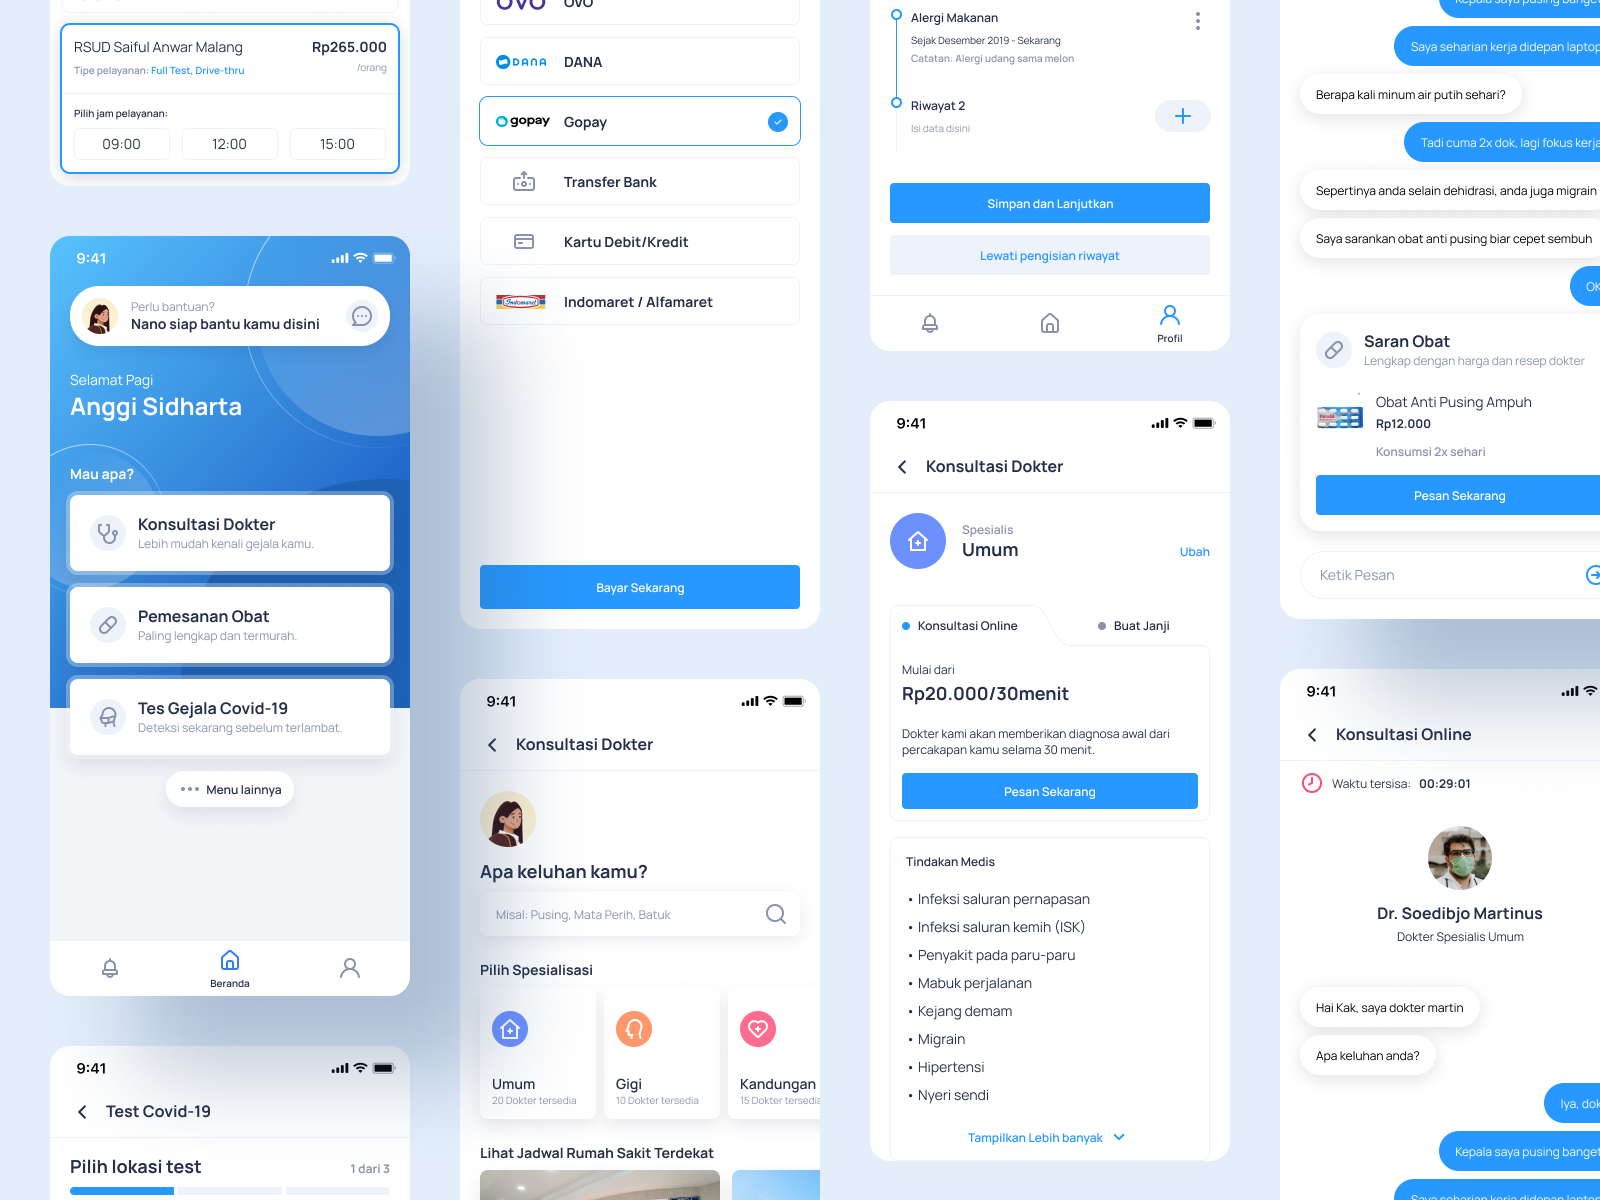 RSUD Saiful Anwar Malang
Rp265.000
Tipe pelayanan: Full Test, Drive-thru
/orang
Pilih jam pelayanan:
09:00
12:00
15:00
9:41
Perlu bantuan?
Nano siap bantu kamu disini
Selamat Pagi
Anggi Sidharta
Mau apa?
Konsultasi Dokter
Lebih mudah kenali gejala kamu.
Pemesanan Obat
Paling lengkap dan termurah.
Tes Gejala Covid-19
Deteksi sekarang sebelum terlambat.
Menu lainnya
Beranda
9:41
Test Covid-19
Pilih lokasi test
1 dari 3
OVO
OVO
DANA
DANA
gopay
Gopay
Transfer Bank
Kartu Debit/Kredit
Indomaret
Indomaret / Alfamaret
Bayar Sekarang
9:41
Konsultasi Dokter
Apa keluhan kamu?
Misal: Pusing, Mata Perih, Batuk
Pilih Spesialisasi
Umum
20 Dokter tersedia
Gigi
10 Dokter tersedia
Kandungan
15 Dokter tersedia
Lihat Jadwal Rumah Sakit Terdekat
Alergi Makanan
Sejak Desember 2019 - Sekarang
Catatan: Alergi udang sama melon
Riwayat 2
Isi data disini
Simpan dan Lanjutkan
Lewati pengisian riwayat
Profil
9:41
Konsultasi Dokter
Spesialis
Umum
Ubah
Konsultasi Online
Buat Janji
Mulai dari
Rp20.000/30menit
Dokter kami akan memberikan diagnosa awal dari
percakapan kamu selama 30 menit.
Pesan Sekarang
Tindakan Medis
• Infeksi saluran pernapasan
• Infeksi saluran kemih (ISK)
• Penyakit pada paru-paru
• Mabuk perjalanan
• Kejang demam
• Migrain
• Hipertensi
• Nyeri sendi
Tampilkan Lebih banyak
Kepala saya pusing banget
Saya seharian kerja didepan laptop
Berapa kali minum air putih sehari?
Tadi cuma 2x dok, lagi fokus kerja
Sepertinya anda selain dehidrasi, anda juga migrain
Saya sarankan obat anti pusing biar cepet sembuh
OK
Saran Obat
Lengkap dengan harga dan resep dokter
Obat Anti Pusing Ampuh
Rp12.000
Konsumsi 2x sehari
Pesan Sekarang
Ketik Pesan
9:41
Konsultasi Online
Waktu tersisa: 00:29:01
Dr. Soedibjo Martinus
Dokter Spesialis Umum
Hai Kak, saya dokter martin
Apa keluhan anda?
Iya, dok
Kepala saya pusing banget
Saya seharian kerja didepan laptop